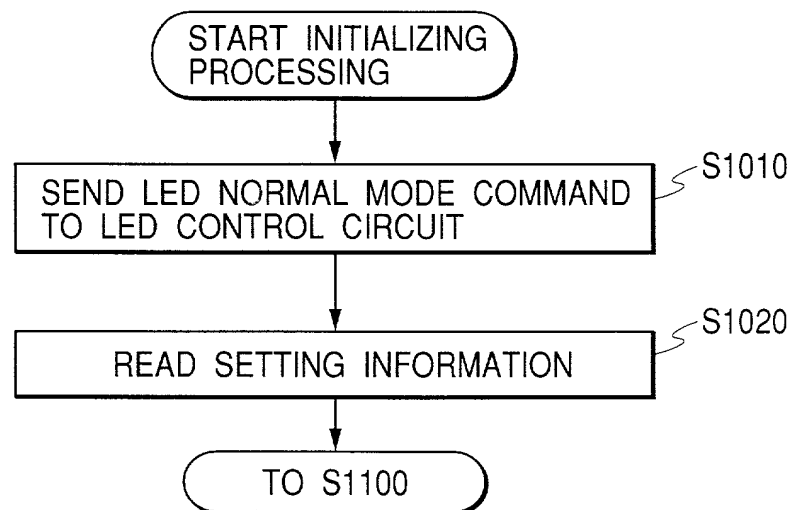 START INITIALIZING
PROCESSING
S1010
SEND LED NORMAL MODE COMMAND
TO LED CONTROL CIRCUIT
S1020
READ SETTING INFORMATION
TO S1100